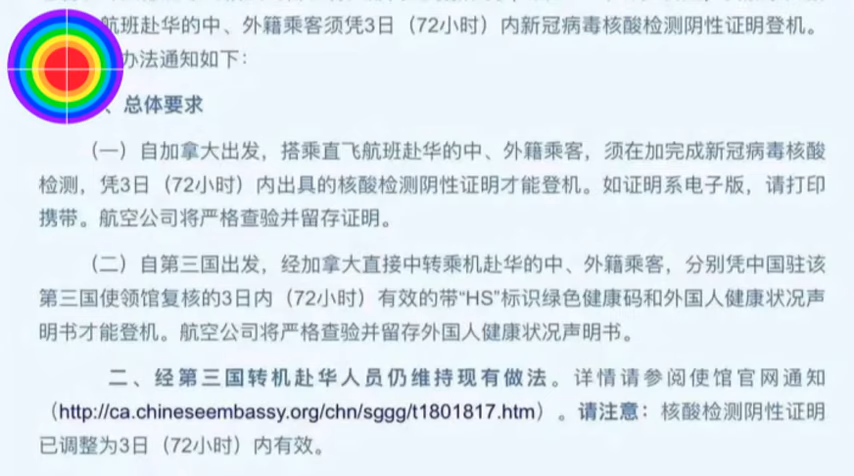 航班赴华的中、外籍乘客须凭3日（72小时）内新冠病毒核酸检测阴性证明登机。
办法通知如下：
、总体要求
（一）自加拿大出发，搭乘直飞航班赴华的中、外籍乘客，须在加完成新冠病毒核酸
检测，凭3日（72小时）内出具的核酸检测阴性证明才能登机。如证明系电子版，请打印
携带。航空公司将严格查验并留存证明。
（二）自第三国出发，经加拿大直接中转乘机赴华的中、外籍乘客，分别凭中国驻该
第三国使领馆复核的3日内（72小时）有效的带“HS”标识绿色健康码和外国人健康状况声
明书才能登机。航空公司将严格查验并留存外国人健康状况声明书。
二、经第三国转机赴华人员仍维持现有做法。详情请参阅使馆官网通知
（http://ca.chineseembassy.org/chn/sggg/t1801817.htm）。请注意：核酸检测阴性证明
已调整为3日（72小时）内有效。